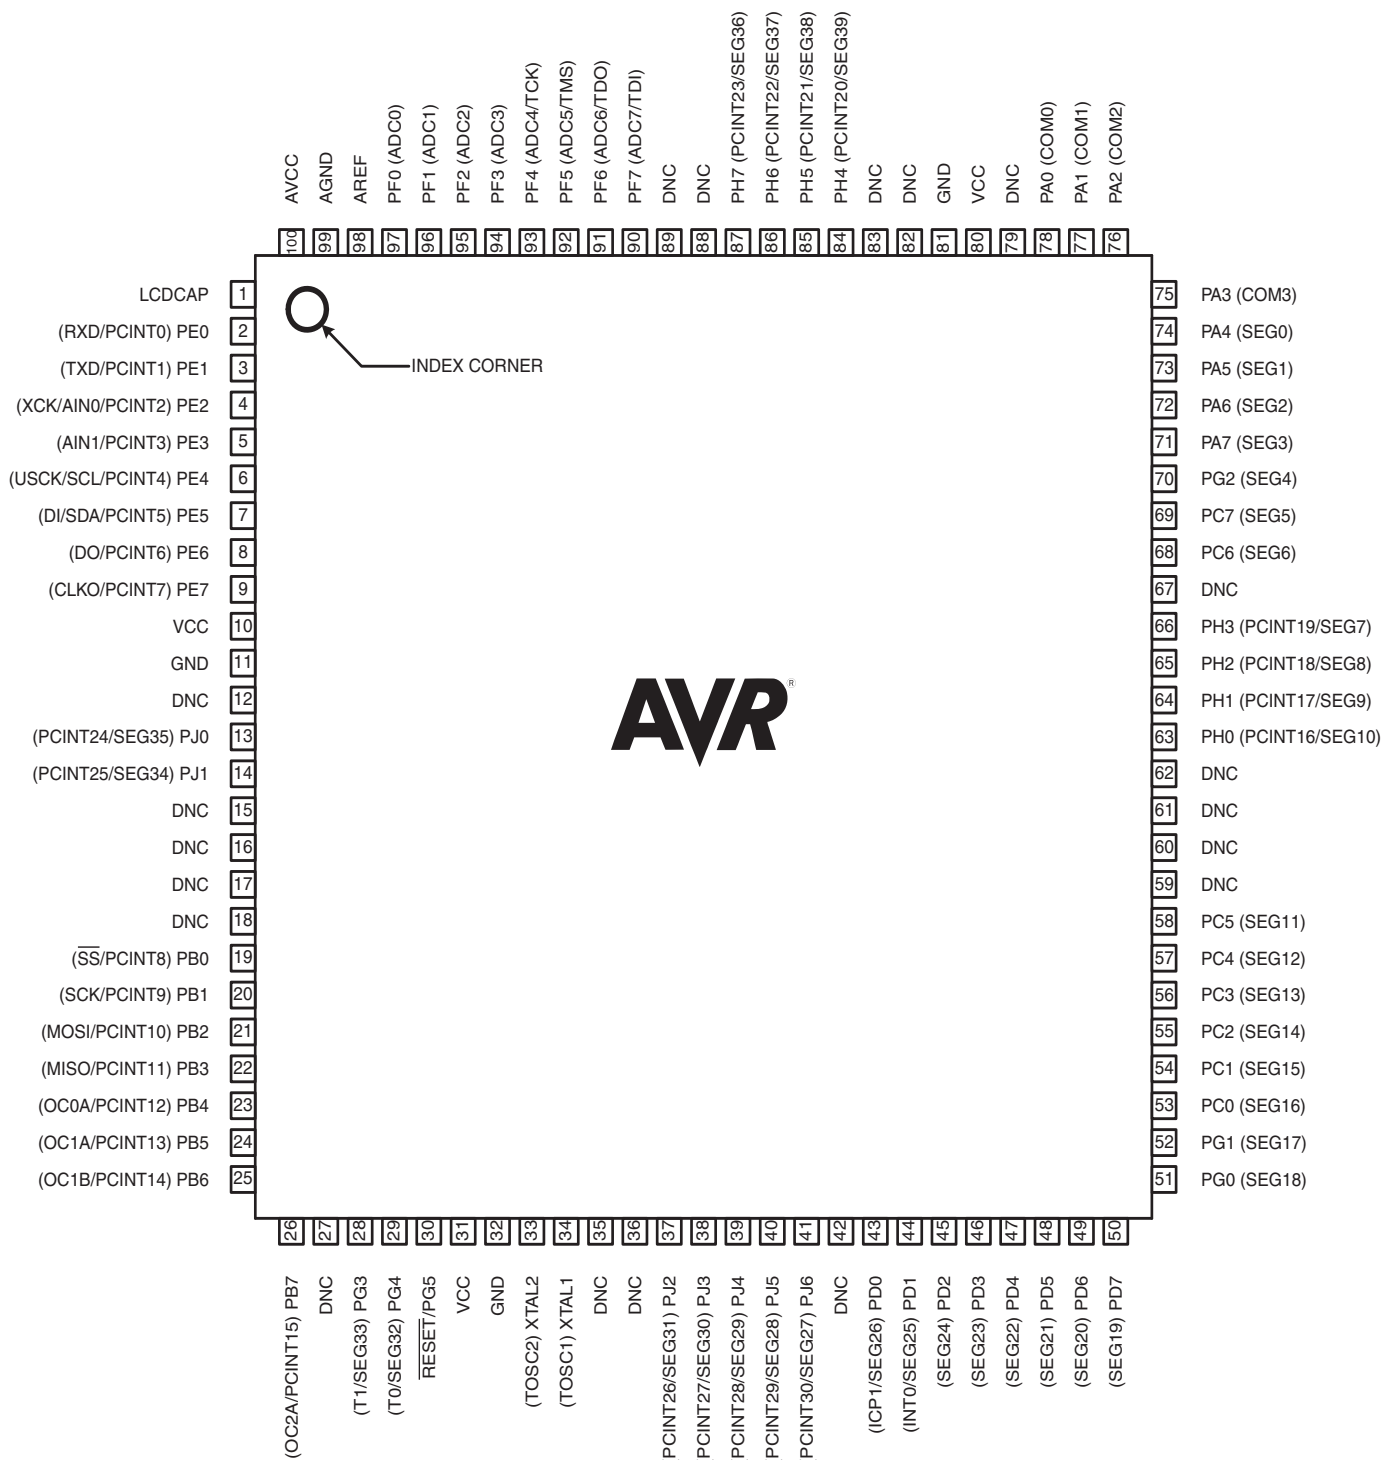 AVCC
AGND
AREF
PF0 (ADC0)
PF1 (ADC1)
PF2 (ADC2)
PF3 (ADC3)
PF4 (ADC4/TCK)
PF5 (ADC5/TMS)
PF6 (ADC6/TDO)
PF7 (ADC7/TDI)
DNC
DNC
PH7 (PCINT23/SEG36)
PH6 (PCINT22/SEG37)
PH5 (PCINT21/SEG38)
PH4 (PCINT20/SEG39)
DNC
DNC
GND
VCC
DNC
PA0 (COM0)
PA1 (COM1)
PA2 (COM2)
100
99
98
97
96
95
94
93
92
91
90
89
88
87
86
85
84
83
82
81
80
79
78
77
76
LCDCAP 1
(RXD/PCINT0) PE0 2
(TXD/PCINT1) PE1 3
(XCK/AIN0/PCINT2) PE2 4
(AIN1/PCINT3) PE3 5
(USCK/SCL/PCINT4) PE4 6
(DI/SDA/PCINT5) PE5 7
(DO/PCINT6) PE6 8
(CLKO/PCINT7) PE7 9
VCC 10
GND 11
DNC 12
(PCINT24/SEG35) PJ0 13
(PCINT25/SEG34) PJ1 14
DNC 15
DNC 16
DNC 17
DNC 18
(SS/PCINT8) PB0 19
(SCK/PCINT9) PB1 20
(MOSI/PCINT10) PB2 21
(MISO/PCINT11) PB3 22
(OC0A/PCINT12) PB4 23
(OC1A/PCINT13) PB5 24
(OC1B/PCINT14) PB6 25
INDEX CORNER
AVR®
75 PA3 (COM3)
74 PA4 (SEG0)
73 PA5 (SEG1)
72 PA6 (SEG2)
71 PA7 (SEG3)
70 PG2 (SEG4)
69 PC7 (SEG5)
68 PC6 (SEG6)
67 DNC
66 PH3 (PCINT19/SEG7)
65 PH2 (PCINT18/SEG8)
64 PH1 (PCINT17/SEG9)
63 PH0 (PCINT16/SEG10)
62 DNC
61 DNC
60 DNC
59 DNC
58 PC5 (SEG11)
57 PC4 (SEG12)
56 PC3 (SEG13)
55 PC2 (SEG14)
54 PC1 (SEG15)
53 PC0 (SEG16)
52 PG1 (SEG17)
51 PG0 (SEG18)
26
27
28
29
30
31
32
33
34
35
36
37
38
39
40
41
42
43
44
45
46
47
48
49
50
(OC2A/PCINT15) PB7
DNC
(T1/SEG33) PG3
(T0/SEG32) PG4
RESET/PG5
VCC
GND
(TOSC2) XTAL2
(TOSC1) XTAL1
DNC
DNC
PCINT26/SEG31) PJ2
PCINT27/SEG30) PJ3
PCINT28/SEG29) PJ4
PCINT29/SEG28) PJ5
PCINT30/SEG27) PJ6
DNC
(ICP1/SEG26) PD0
(INT0/SEG25) PD1
(SEG24) PD2
(SEG23) PD3
(SEG22) PD4
(SEG21) PD5
(SEG20) PD6
(SEG19) PD7